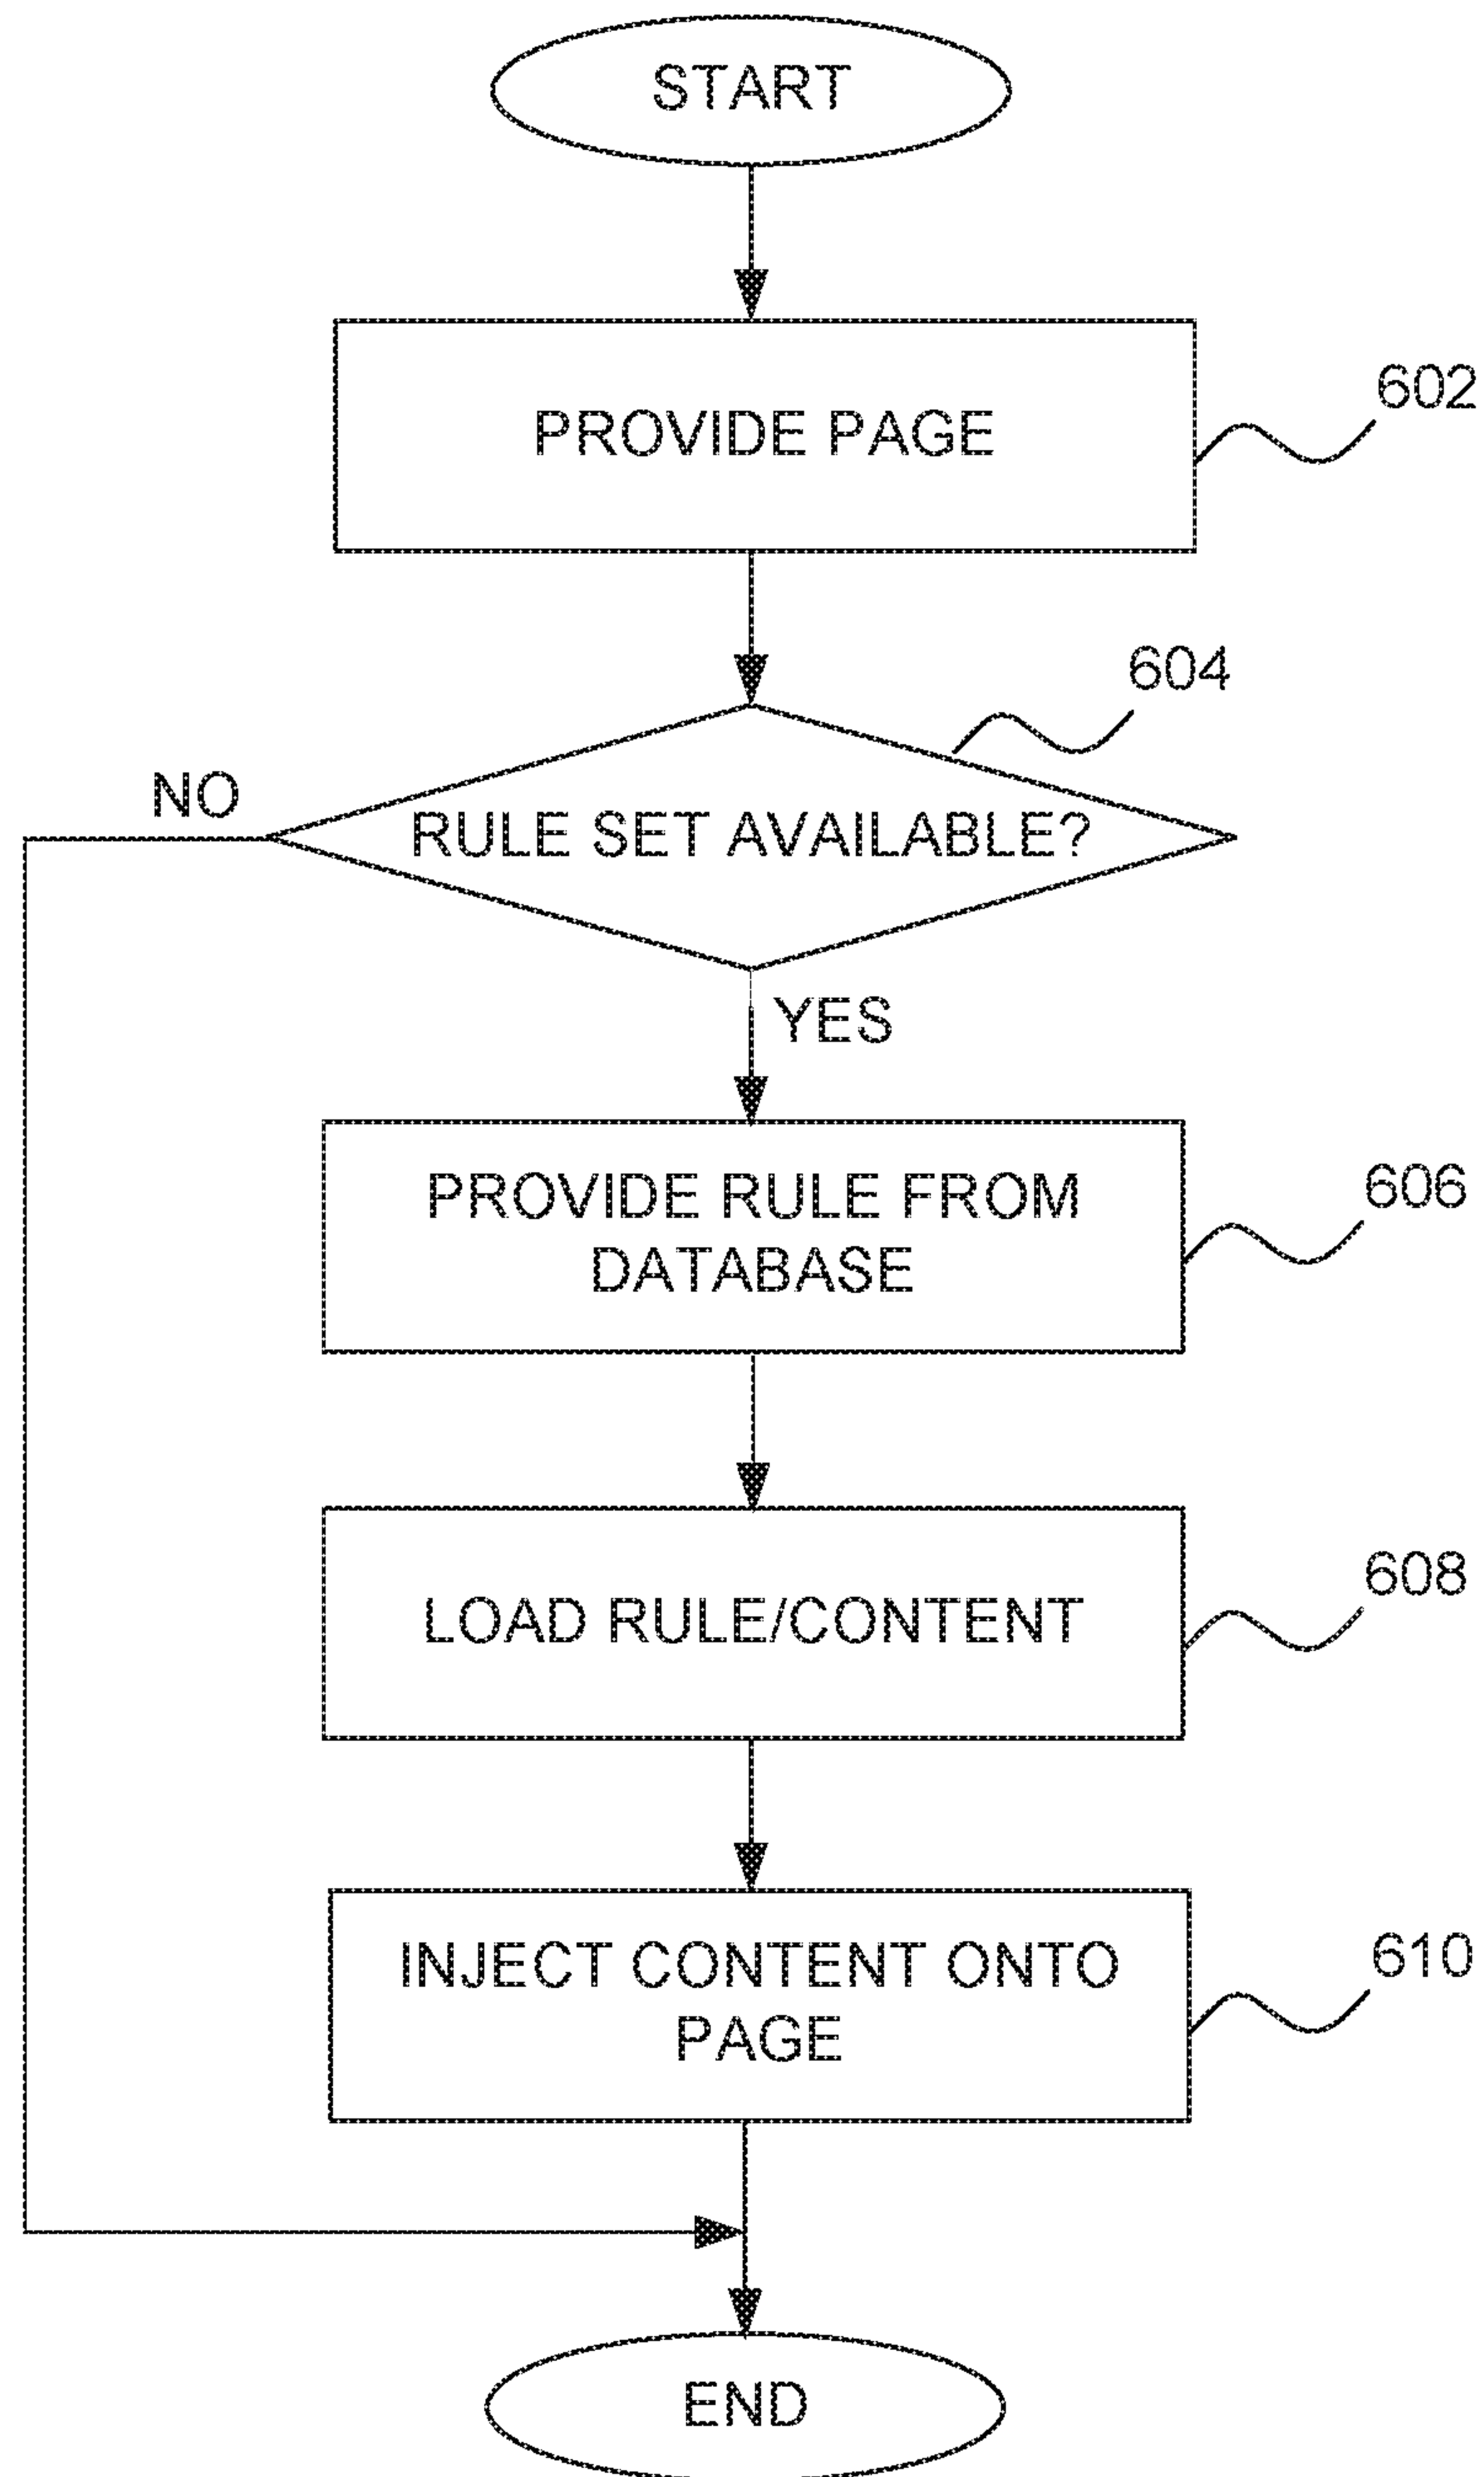 START
PROVIDE PAGE
602
604
NO
RULE SET AVAILABLE?
YES
PROVIDE RULE FROM
DATABASE
606
LOAD RULE/CONTENT
608
INJECT CONTENT ONTO
PAGE
610
END